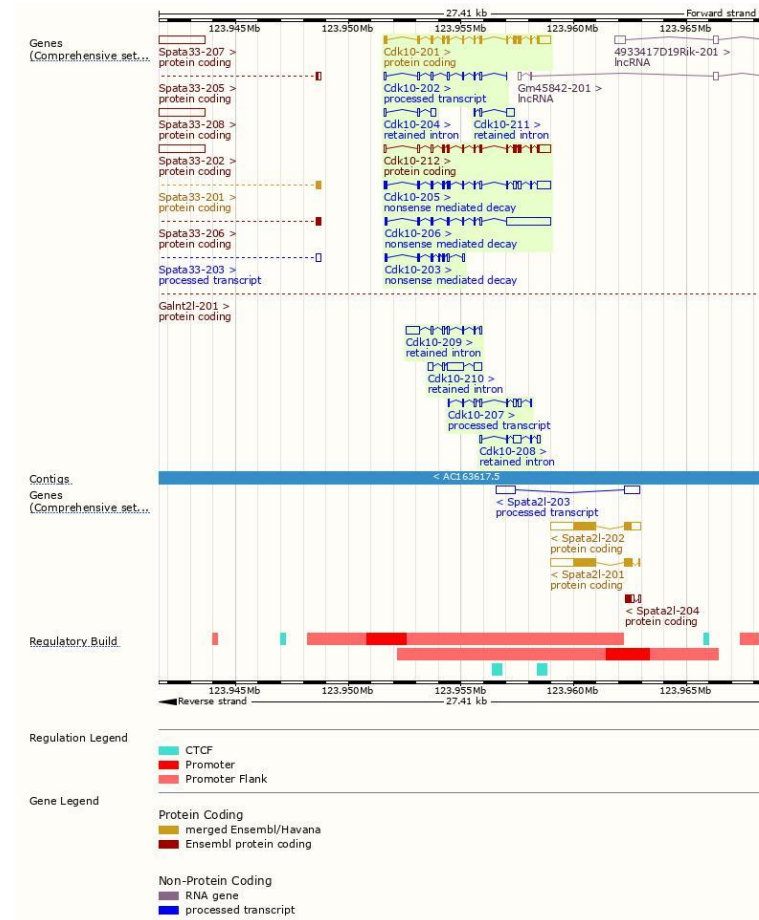 27.41 kb
Forward strand
123.945Mb 123.950Mb 123.955Mb 123.960Mb 123.965Mb
Genes
(Comprehensive set...
Spata33-207 >
protein coding
Cdk10-201 >
protein coding
4933417D19Rik-201 >
lncRNA
Spata33-205 >
protein coding
Cdk10-202 >
processed transcript
Gm45842-201 >
lncRNA
Spata33-208 >
protein coding
Cdk10-204 >
retained intron
Cdk10-211 >
retained intron
Spata33-202 >
protein coding
Cdk10-212 >
protein coding
Spata33-201 >
protein coding
Cdk10-205 >
nonsense mediated decay
Spata33-206 >
protein coding
Cdk10-206 >
nonsense mediated decay
Spata33-203 >
processed transcript
Cdk10-203 >
nonsense mediated decay
Galnt2l-201 >
protein coding
Cdk10-209 >
retained intron
Cdk10-210 >
retained intron
Cdk10-207 >
processed transcript
Cdk10-208 >
retained intron
Contigs
< AC163617.5
Genes
(Comprehensive set...
< Spata2l-203
processed transcript
< Spata2l-202
protein coding
< Spata2l-201
protein coding
< Spata2l-204
protein coding
Regulatory Build
123.945Mb 123.950Mb 123.955Mb 123.960Mb 123.965Mb
Reverse strand
27.41 kb
Regulation Legend
CTCF
Promoter
Promoter Flank
Gene Legend
Protein Coding
merged Ensembl/Havana
Ensembl protein coding
Non-Protein Coding
RNA gene
processed transcript